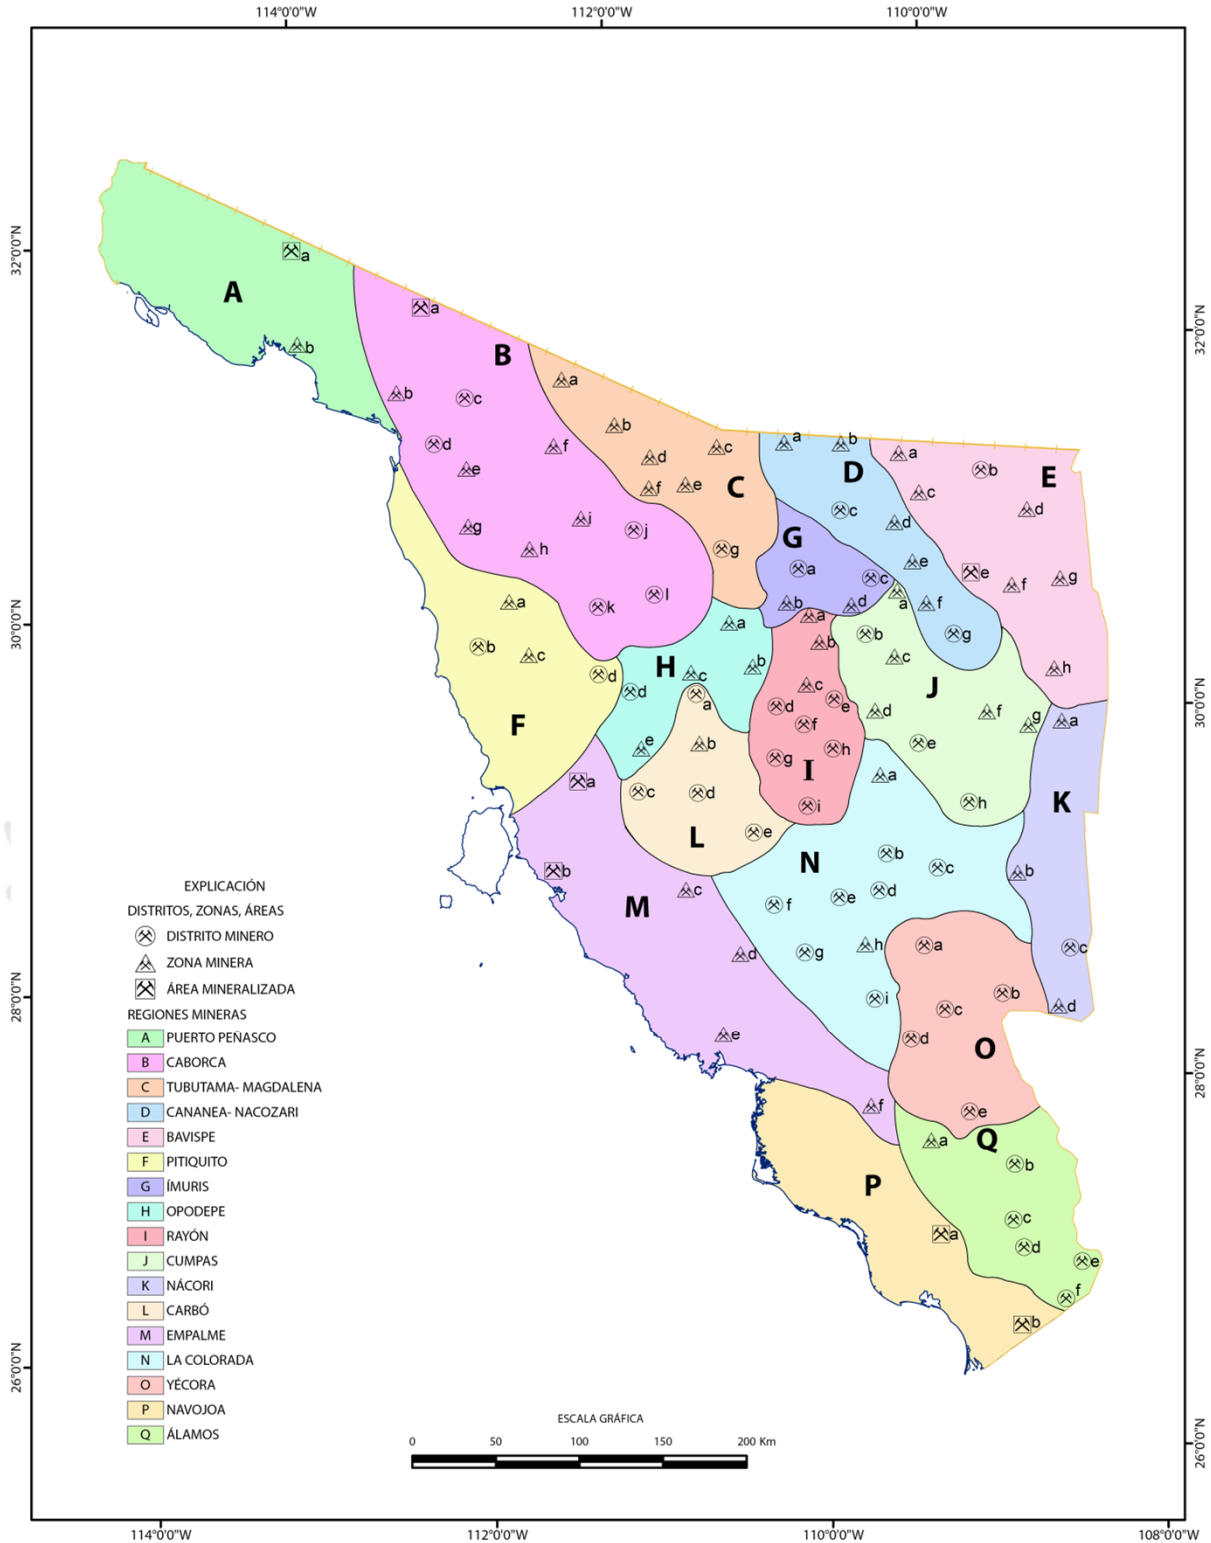 114°0'0"W 112°0'0"W 110°0'0"W
32°0'0"N
32°0'0"N
30°0'0"N
30°0'0"N
28°0'0"N
28°0'0"N
26°0'0"N
26°0'0"N
A
a
b
B
a
b
c
d
e
f
g
h
i
j
k
l
C
a
b
c
d
e
f
g
D
a
b
c
d
e
f
g
E
a
b
c
d
e
f
g
h
F
a
b
c
d
G
a
b
c
d
H
a
b
c
d
e
I
a
b
c
d
e
f
g
h
i
J
a
b
c
d
e
f
g
h
K
a
b
c
d
L
a
b
c
d
e
M
a
b
c
d
e
f
N
a
b
c
d
e
f
g
h
i
O
a
b
c
d
e
P
a
b
Q
a
b
c
d
e
f
EXPLICACIÓN
DISTRITOS, ZONAS, ÁREAS
DISTRITO MINERO
ZONA MINERA
ÁREA MINERALIZADA
REGIONES MINERAS
A PUERTO PEÑASCO
B CABORCA
C TUBUTAMA- MAGDALENA
D CANANEA- NACOZARI
E BAVISPE
F PITIQUITO
G ÍMURIS
H OPODEPE
I RAYÓN
J CUMPAS
K NÁCORI
L CARBÓ
M EMPALME
N LA COLORADA
O YÉCORA
P NAVOJOA
Q ÁLAMOS
ESCALA GRÁFICA
0 50 100 150 200 Km
114°0'0"W 112°0'0"W 110°0'0"W 108°0'0"W